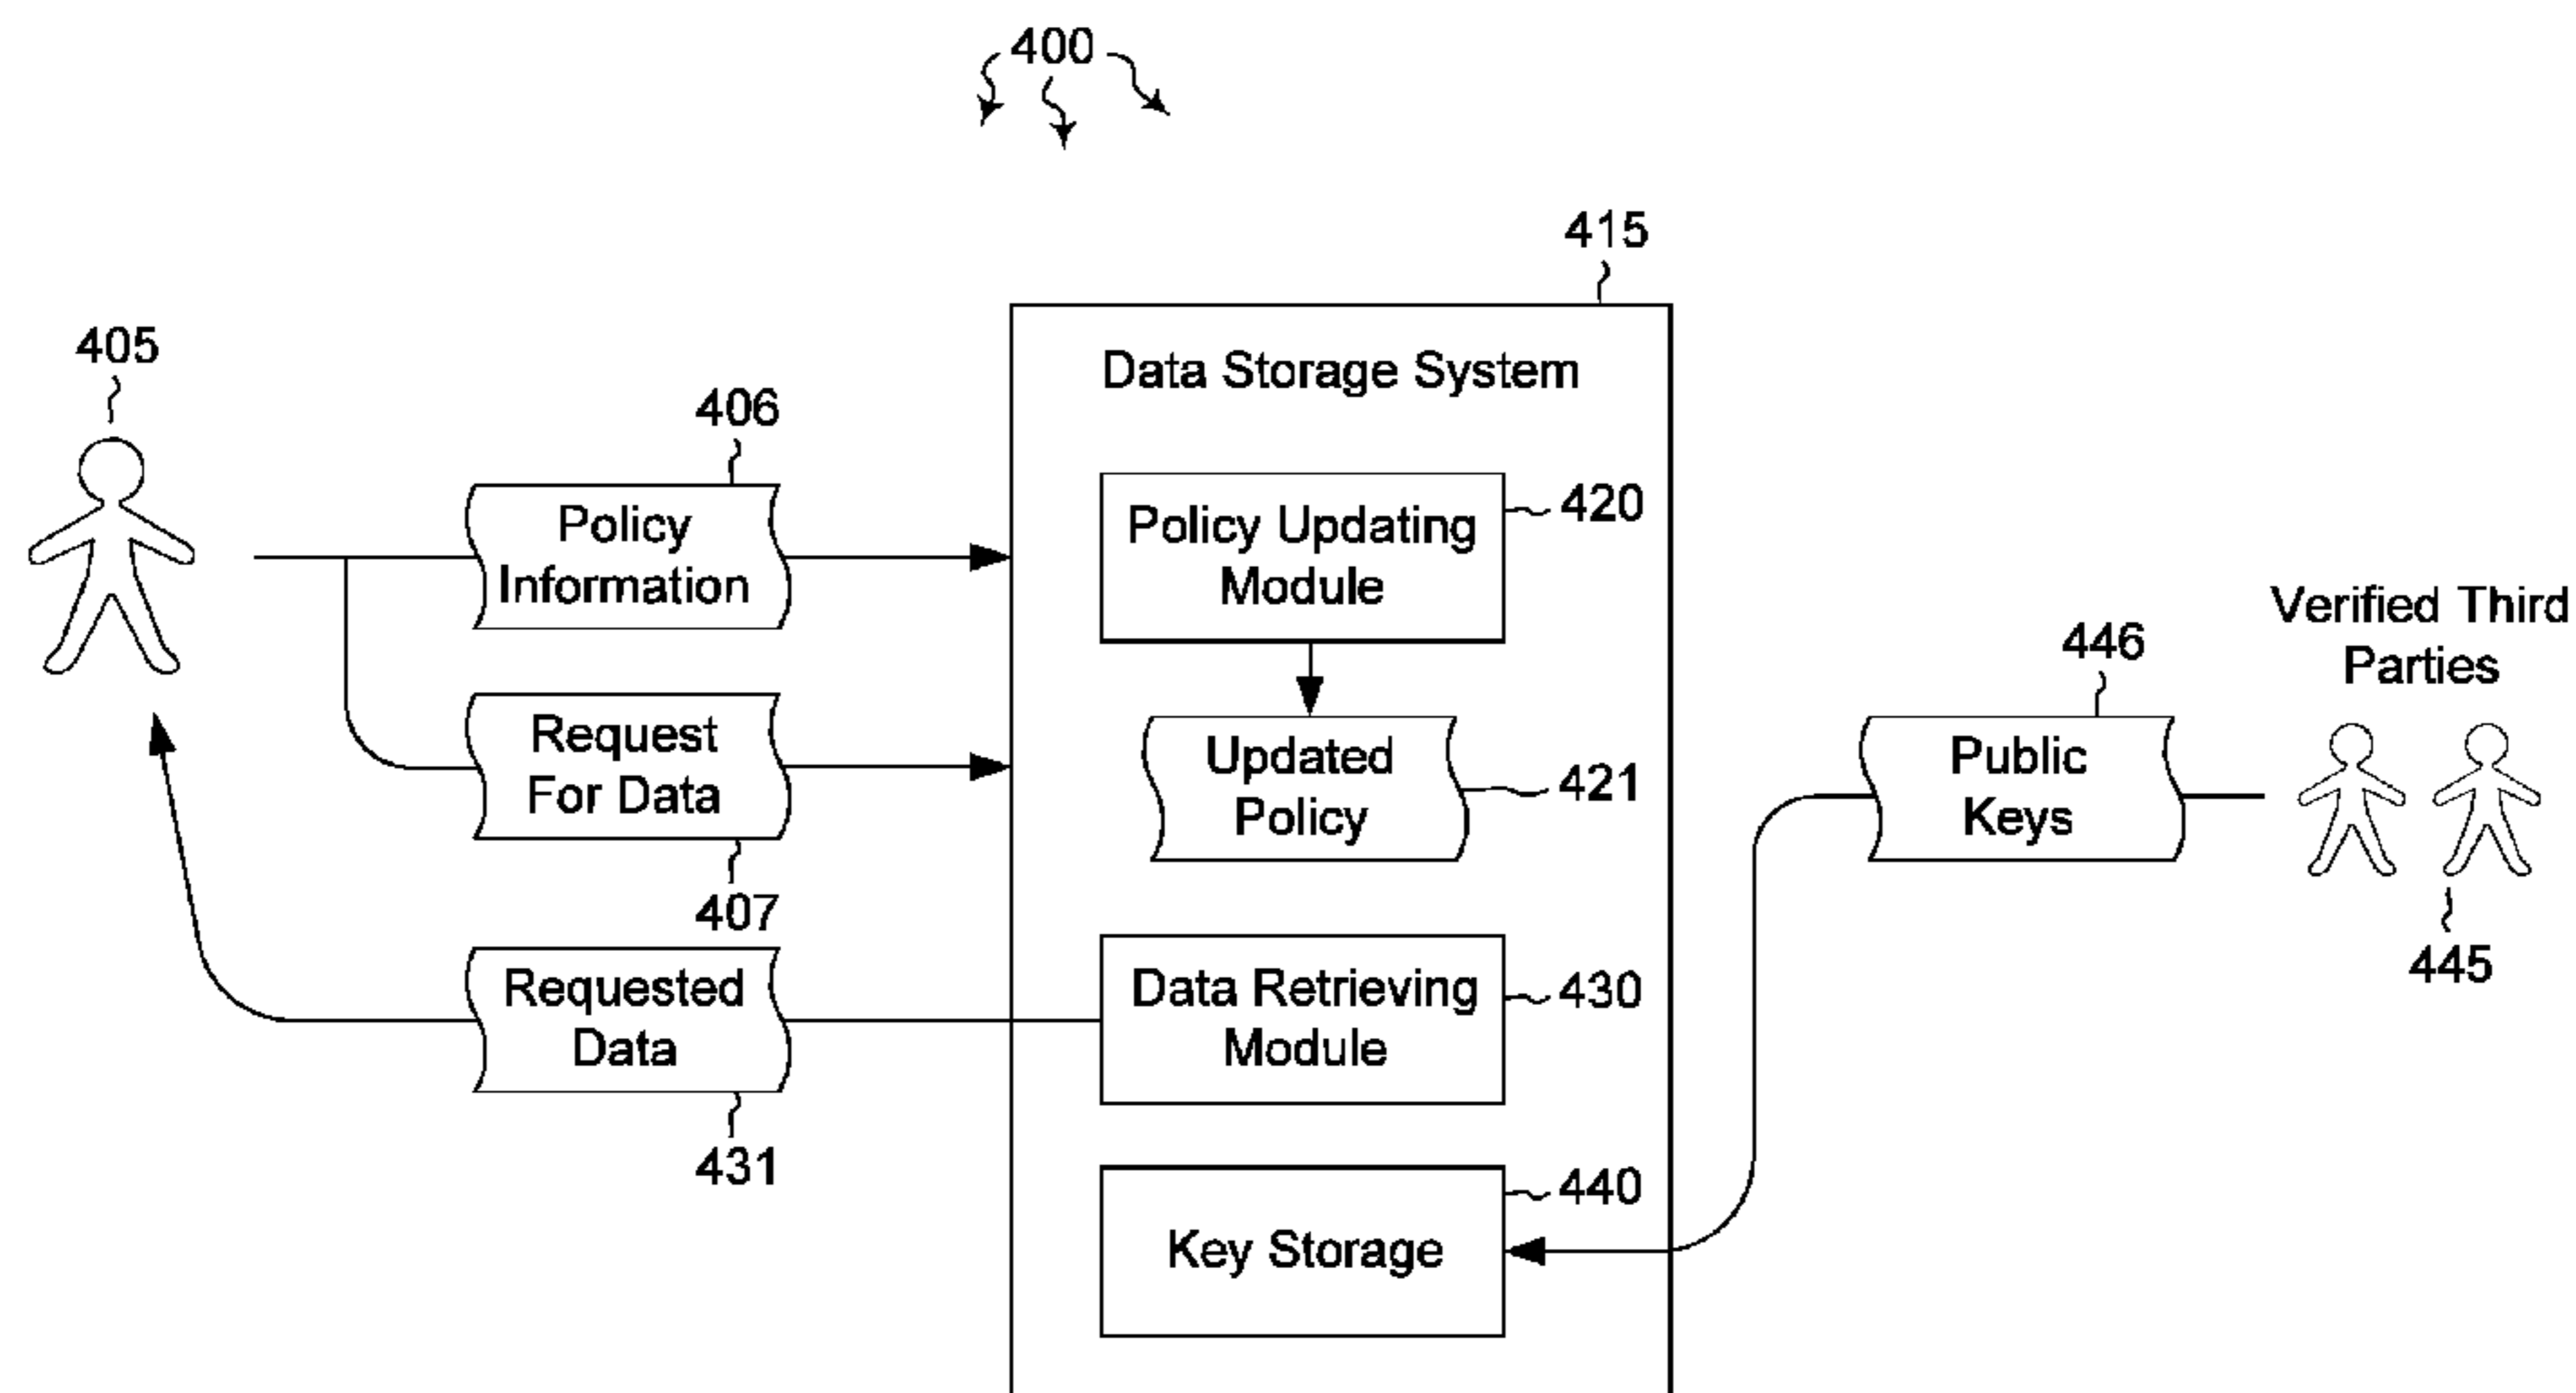 400
415
405
Data Storage System
406
Policy
Information
Policy Updating
Module
420
Verified Third
Parties
446
Request
For Data
407
Updated
Policy
421
Public
Keys
445
Requested
Data
431
Data Retrieving
Module
430
Key Storage
440